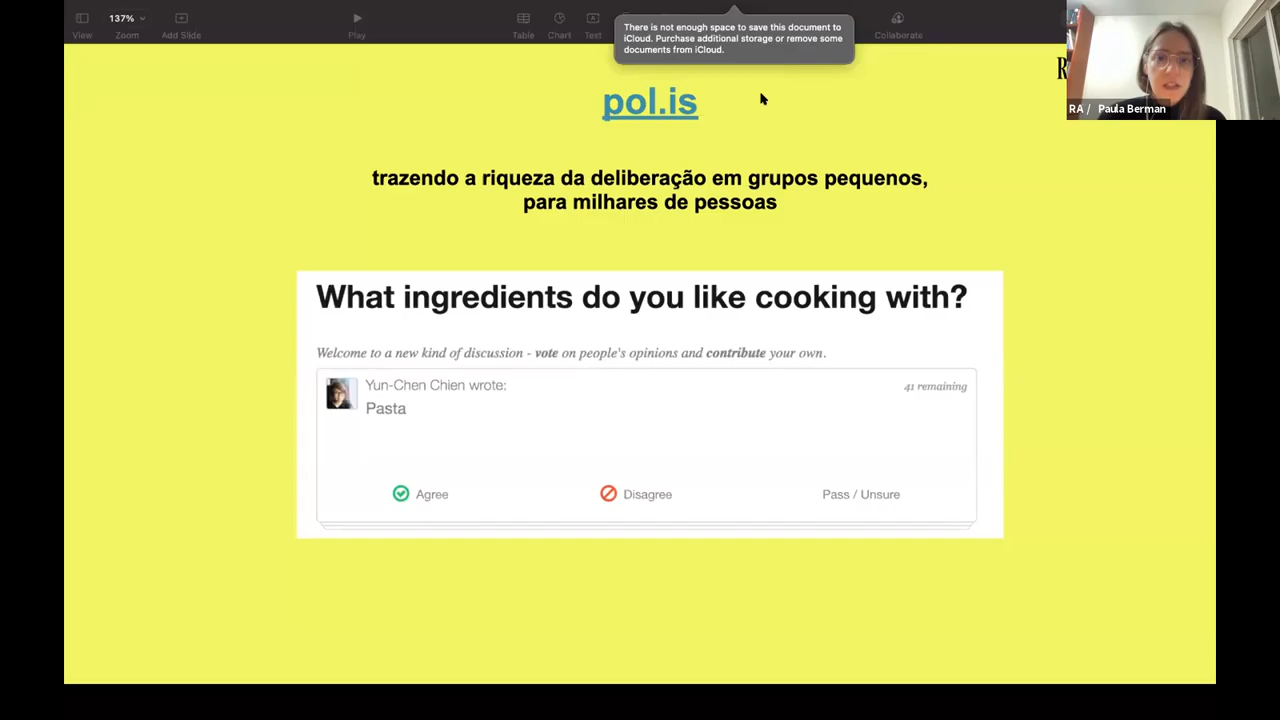 137%
View
Zoom
Add Slide
Play
Table
Chart
Text
Collaborate
There is not enough space to save this document to
iCloud. Purchase additional storage or remove some
documents from iCloud.
R
RA / Paula Berman
pol.is
trazendo a riqueza da deliberação em grupos pequenos,
para milhares de pessoas
What ingredients do you like cooking with?
Welcome to a new kind of discussion - vote on people's opinions and contribute your own.
Yun-Chen Chien wrote:
41 remaining
Pasta
Agree
Disagree
Pass / Unsure